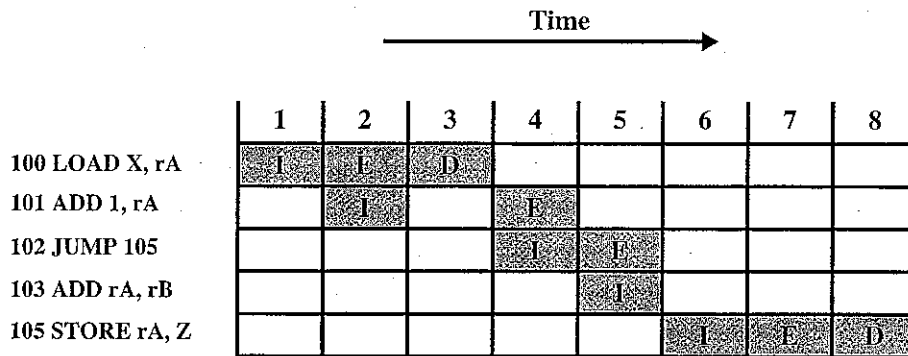 Time
1 2 3 4 5 6 7 8
100 LOAD X, rA I E D
101 ADD 1, rA I E
102 JUMP 105 I E
103 ADD rA, rB I
105 STORE rA, Z I E D